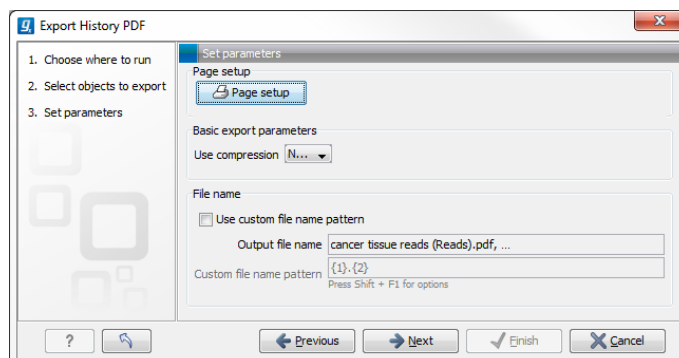 Export History PDF
1. Choose where to run
2. Select objects to export
3. Set parameters
Set parameters
Page setup
Page setup
Basic export parameters
Use compression N...
File name
Use custom file name pattern
Output file name cancer tissue reads (Reads).pdf, ...
Custom file name pattern {1}.{2}
Press Shift + F1 for options
? Previous Next Finish Cancel